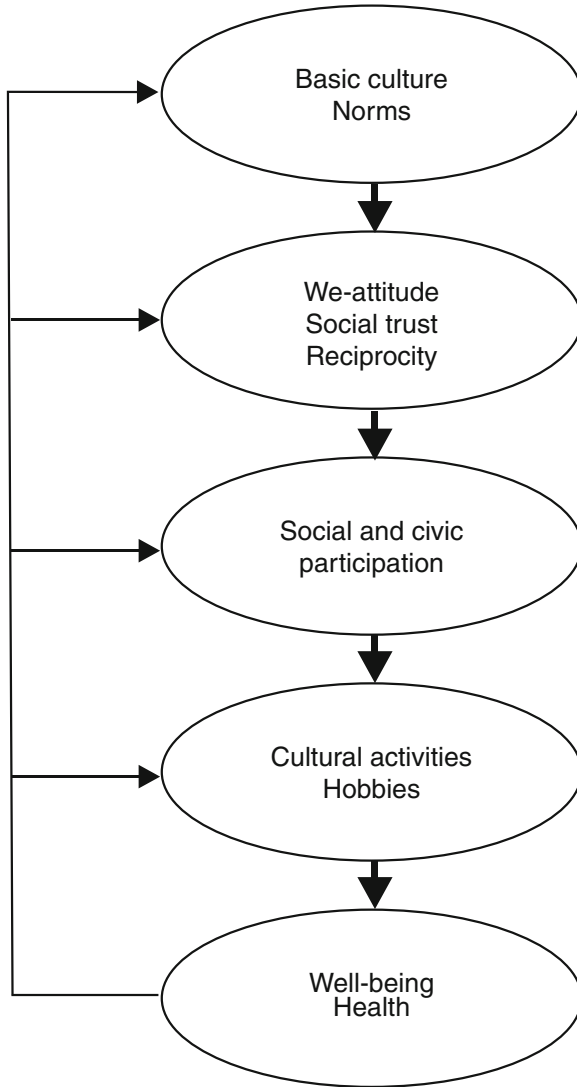 Basic culture
Norms
We-attitude
Social trust
Reciprocity
Social and civic
participation
Cultural activities
Hobbies
Well-being
Health